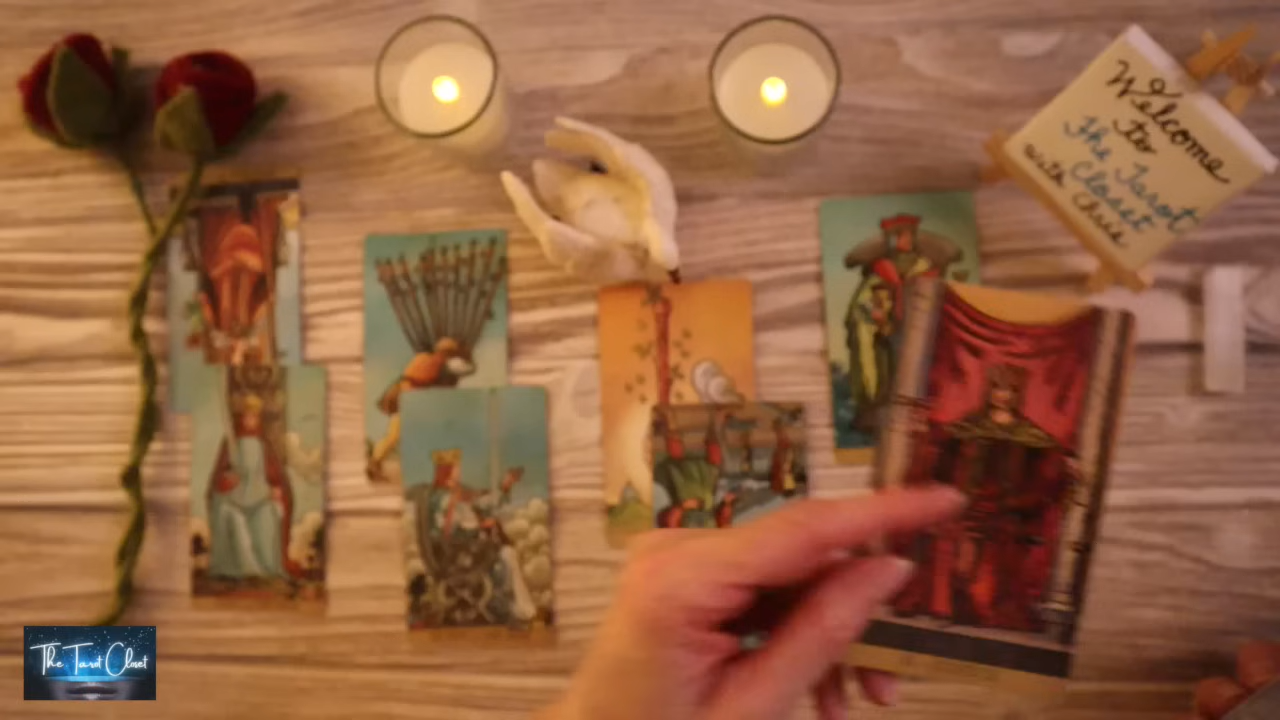 Welcome
to
The Tarot
Closet
with Chris
The Tarot Closet